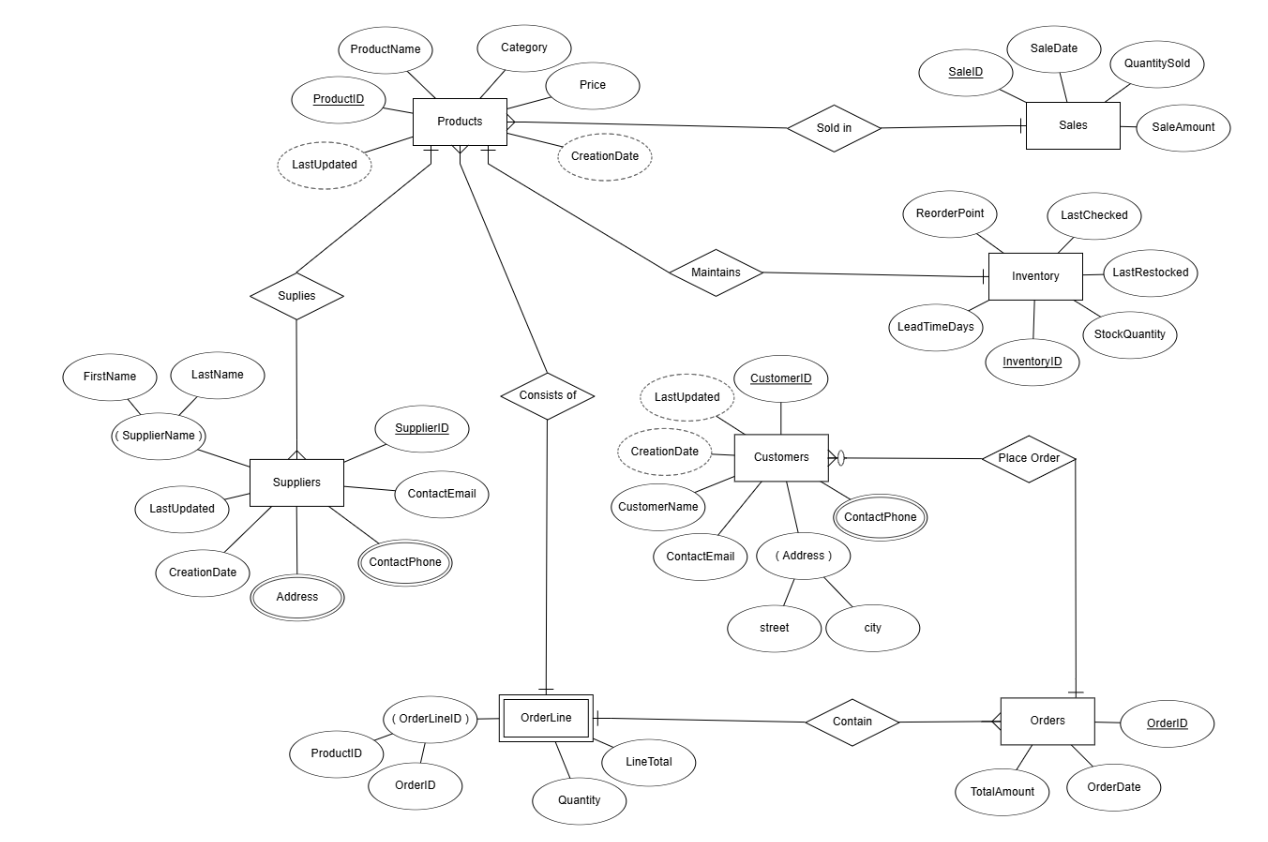 ProductName
Category
Price
ProductID
Products
LastUpdated
CreationDate
Sold in
SaleID
SaleDate
QuantitySold
Sales
SaleAmount
ReorderPoint
LastChecked
Maintains
Inventory
LastRestocked
LeadTimeDays
InventoryID
StockQuantity
Suplies
FirstName
LastName
( SupplierName )
SupplierID
Suppliers
ContactEmail
LastUpdated
CreationDate
Address
ContactPhone
Consists of
CustomerID
LastUpdated
CreationDate
Customers
CustomerName
ContactEmail
( Address )
ContactPhone
street
city
Place Order
( OrderLineID )
OrderLine
ProductID
OrderID
Quantity
LineTotal
Contain
Orders
OrderID
TotalAmount
OrderDate